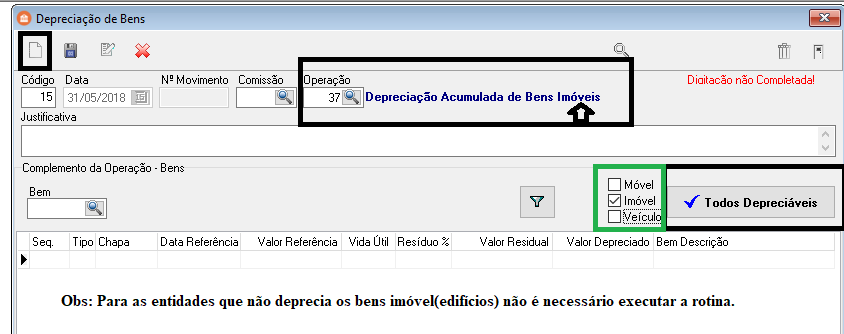 Depreciação de Bens
Código Data Nº Movimento Comissão Operação Digitação não Completada!
15 31/05/2018 37 Depreciação Acumulada de Bens Imóveis
Justificativa
Complemento da Operação - Bens
Bem
Móvel
Imóvel
Veículo
Todos Depreciáveis
Seq. Tipo Chapa Data Referência Valor Referência Vida Útil Resíduo % Valor Residual Valor Depreciado Bem Descrição
Obs: Para as entidades que não deprecia os bens imóvel(edifícios) não é necessário executar a rotina.